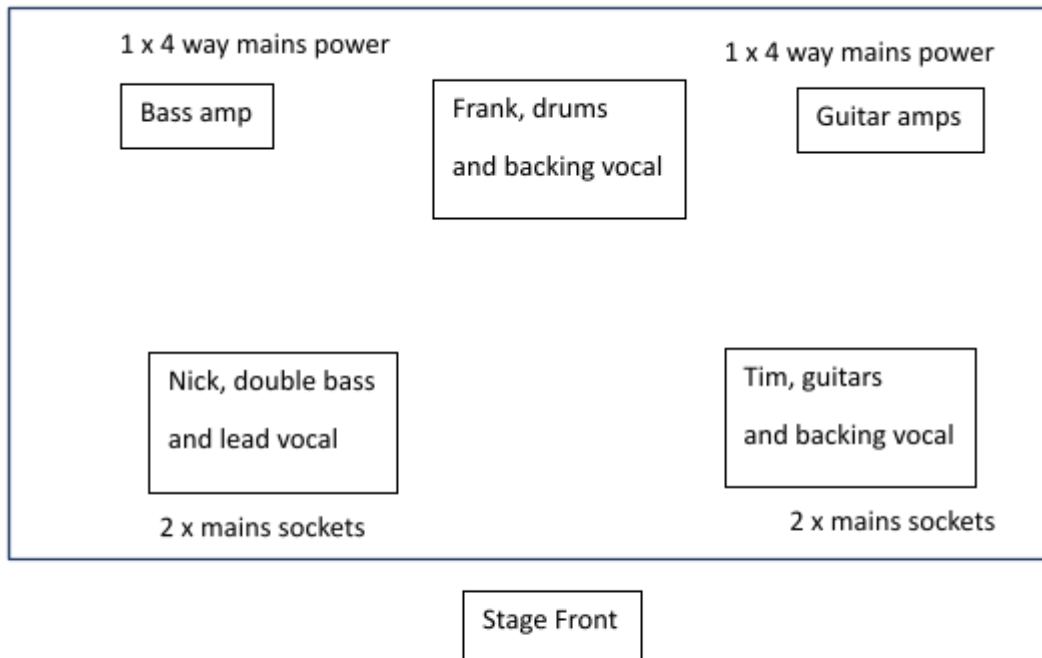 1 x 4 way mains power
1 x 4 way mains power
Bass amp
Frank, drums
and backing vocal
Guitar amps
Nick, double bass
and lead vocal
Tim, guitars
and backing vocal
2 x mains sockets
2 x mains sockets
Stage Front